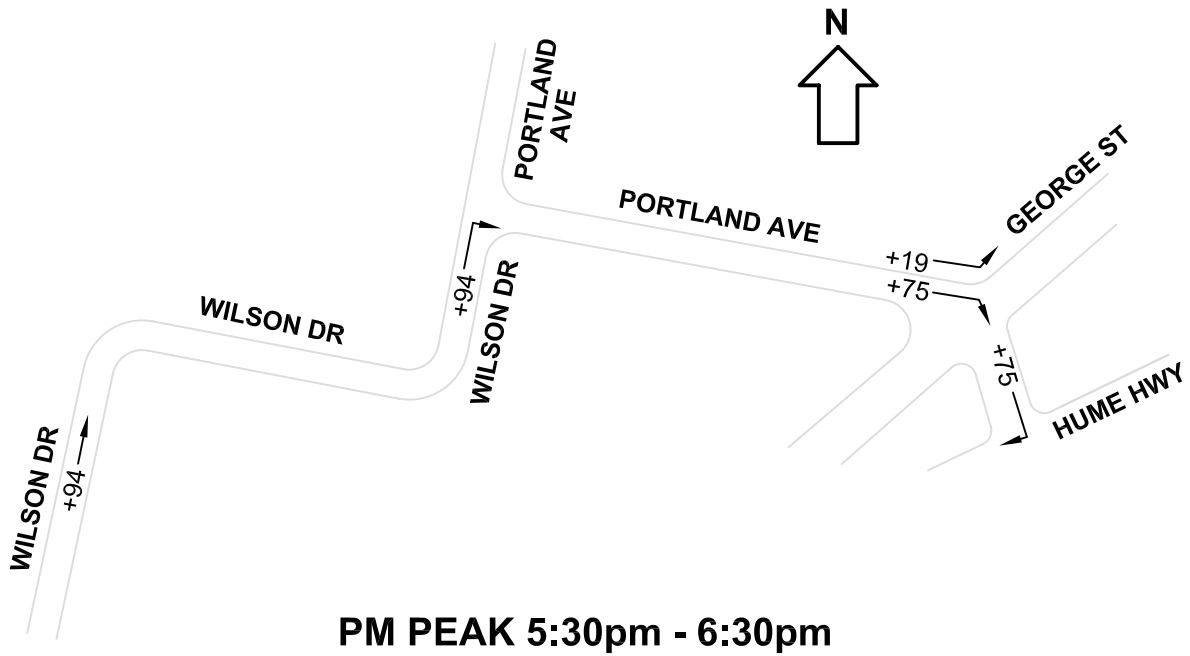 N
PORTLAND
AVE
GEORGE ST
PORTLAND AVE
+19
+75
+94
WILSON DR
WILSON DR
+75
HUME HWY
WILSON DR
+94
PM PEAK 5:30pm - 6:30pm